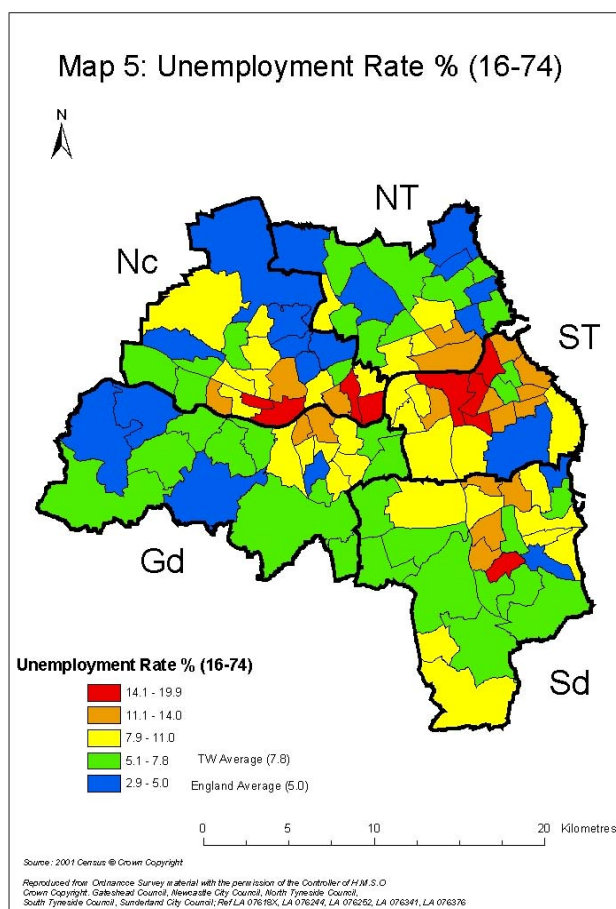 Map 5: Unemployment Rate % (16-74)
N
NT
Nc
ST
Gd
Sd
Unemployment Rate % (16-74)
14.1 - 19.9
11.1 - 14.0
7.9 - 11.0
5.1 - 7.8 TW Average (7.8)
2.9 - 5.0 England Average (5.0)
0 5 10 20 Kilometres
Source: 2001 Census © Crown Copyright
Reproduced from Ordnance Survey material with the permission of the Controller of H.M.S.O
Crown Copyright. Gateshead Council, Newcastle City Council, North Tyneside Council,
South Tyneside Council, Sunderland City Council; Ref LA 07618X, LA 076244, LA 076252, LA 076341, LA 076376